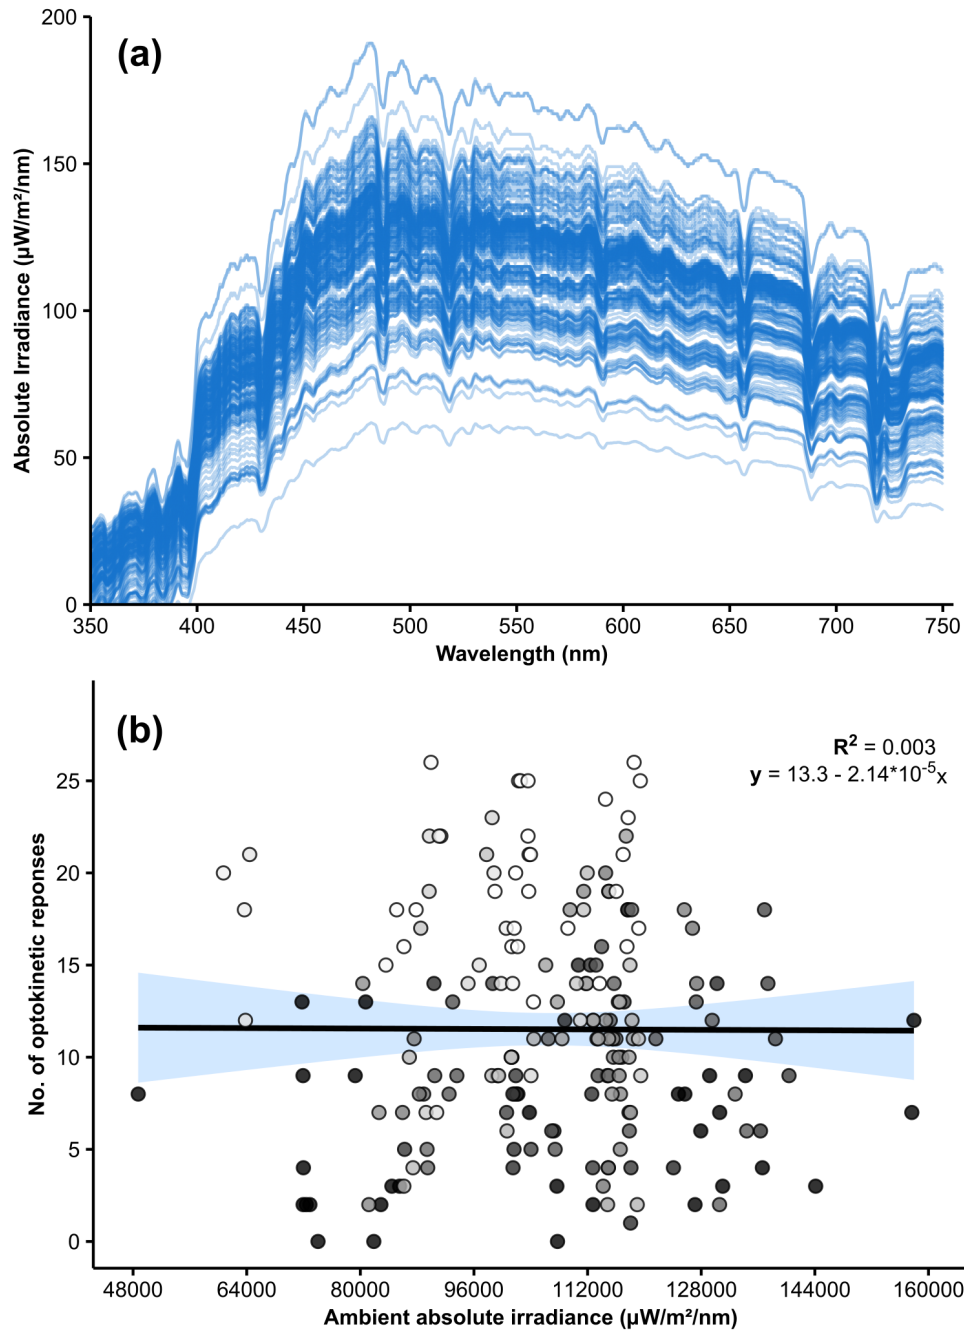 (a)
200
150
100
50
0
Absolute Irradiance (µW/m²/nm)
350 400 450 500 550 600 650 700 750
Wavelength (nm)
(b)
R² = 0.003
y = 13.3 - 2.14*10⁻⁵x
25
20
15
10
5
0
No. of optokinetic reponses
48000 64000 80000 96000 112000 128000 144000 160000
Ambient absolute irradiance (µW/m²/nm)